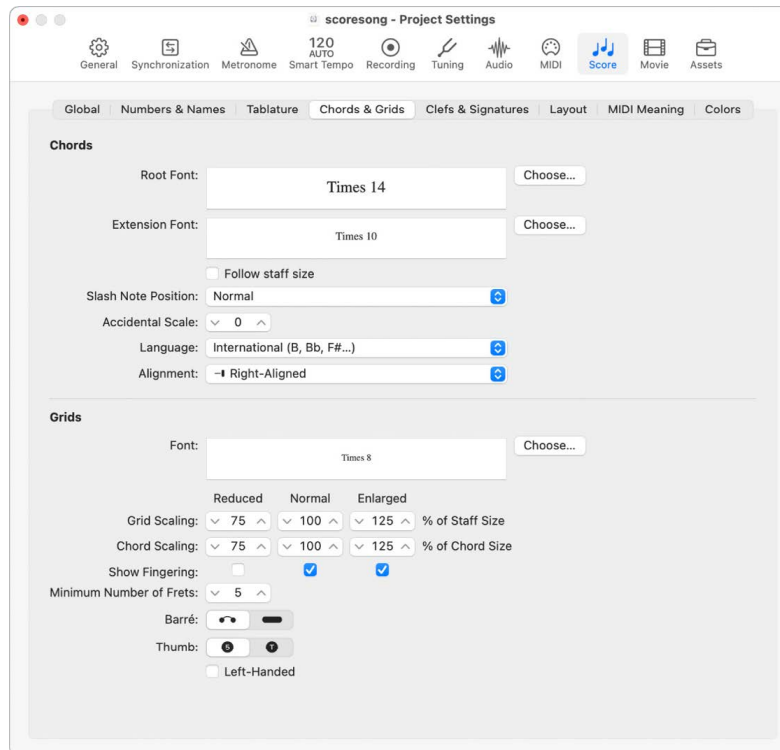 scoresong - Project Settings
General Synchronization Metronome 120 AUTO Smart Tempo Recording Tuning Audio MIDI Score Movie Assets
Global Numbers & Names Tablature Chords & Grids Clefs & Signatures Layout MIDI Meaning Colors
Chords
Root Font: Times 14 Choose...
Extension Font: Times 10 Choose...
Follow staff size
Slash Note Position: Normal
Accidental Scale: 0
Language: International (B, Bb, F#...)
Alignment: Right-Aligned
Grids
Font: Times 8 Choose...
Reduced Normal Enlarged
Grid Scaling: 75 100 125 % of Staff Size
Chord Scaling: 75 100 125 % of Chord Size
Show Fingering:
Minimum Number of Frets: 5
Barré:
Thumb: 5 T
Left-Handed